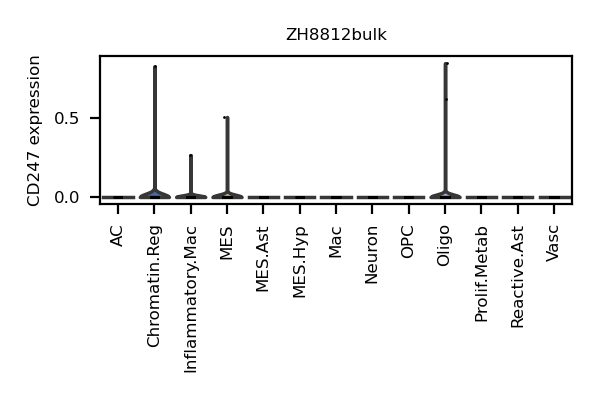 ZH8812bulk
CD247 expression
0.5
0.0
AC
Chromatin.Reg
Inflammatory.Mac
MES
MES.Ast
MES.Hyp
Mac
Neuron
OPC
Oligo
Prolif.Metab
Reactive.Ast
Vasc